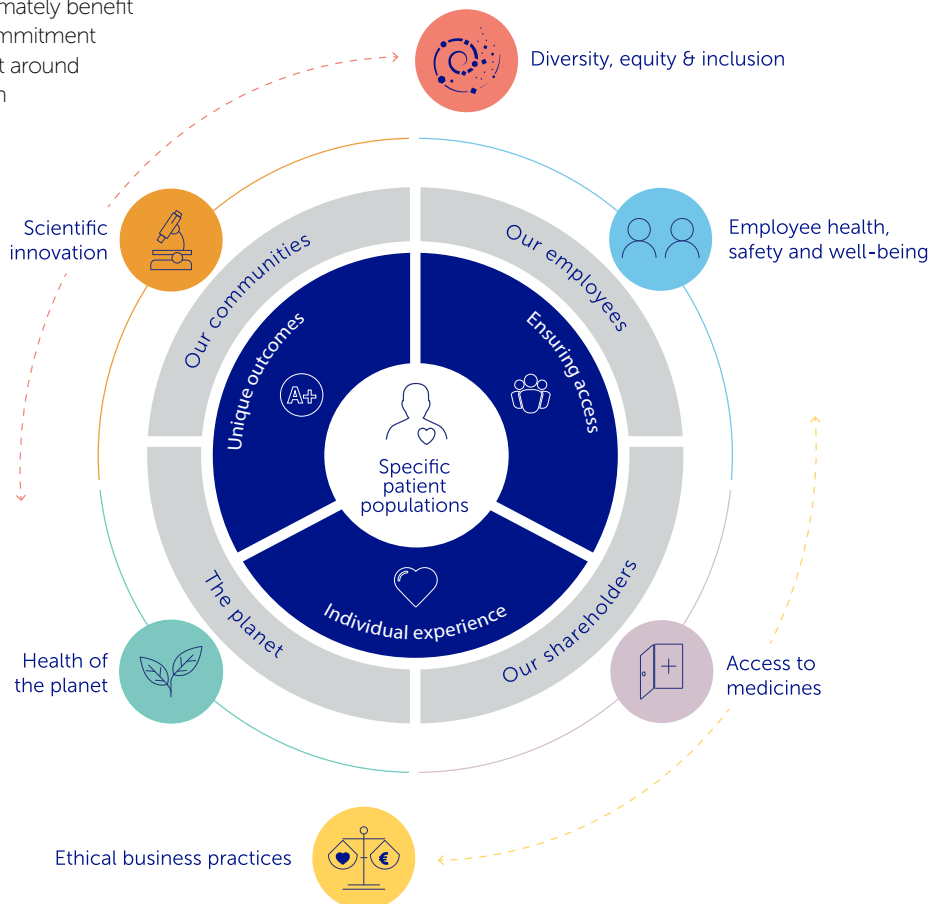 mately benefit
mmitment
t around
n
Diversity, equity & inclusion
Scientific
innovation
Employee health,
safety and well-being
Our communities
Our employees
Unique outcomes
Ensuring access
A+
Specific
patient
populations
Individual experience
The planet
Our shareholders
Health of
the planet
Access to
medicines
Ethical business practices
€